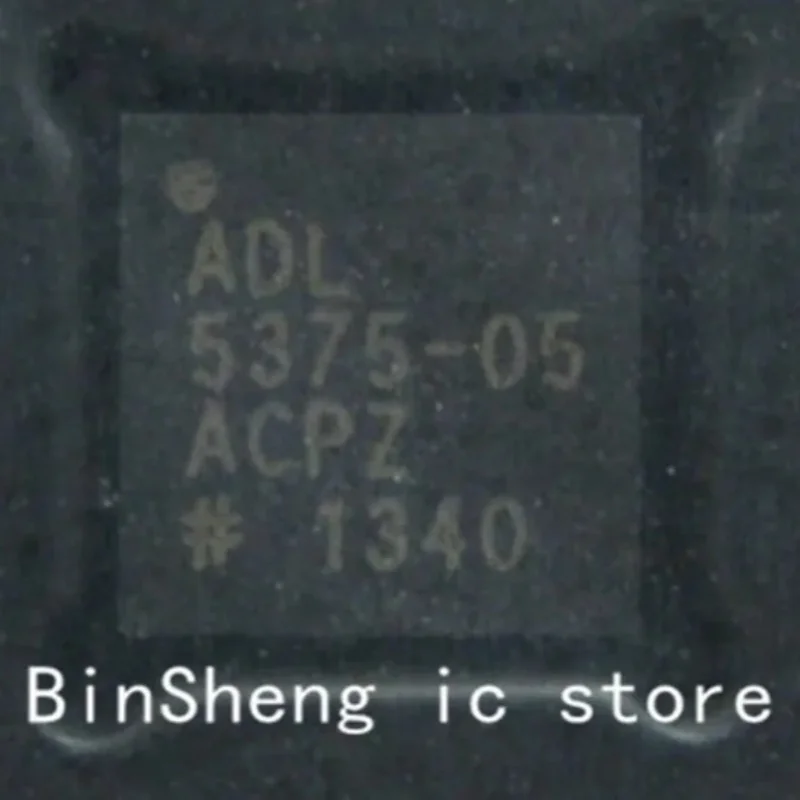 ADL
5375-05
ACPZ
# 1340
BinSheng ic store